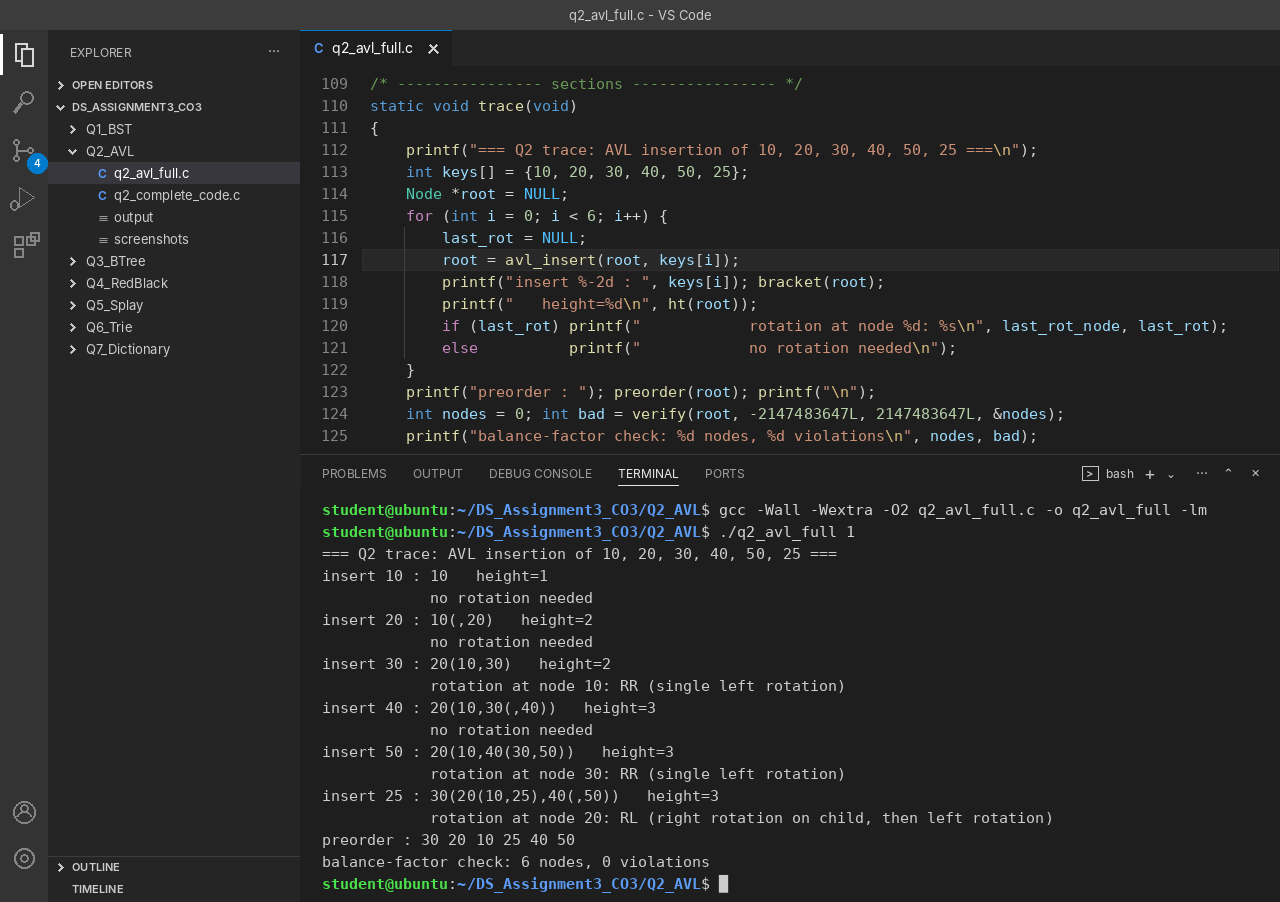 q2_avl_full.c - VS Code
EXPLORER
OPEN EDITORS
DS_ASSIGNMENT3_CO3
Q1_BST
Q2_AVL
C q2_avl_full.c
C q2_complete_code.c
output
screenshots
Q3_BTree
Q4_RedBlack
Q5_Splay
Q6_Trie
Q7_Dictionary
4
OUTLINE
TIMELINE
C q2_avl_full.c
109 /* ---------------- sections ---------------- */
110 static void trace(void)
111 {
112     printf("=== Q2 trace: AVL insertion of 10, 20, 30, 40, 50, 25 ===\n");
113     int keys[] = {10, 20, 30, 40, 50, 25};
114     Node *root = NULL;
115     for (int i = 0; i < 6; i++) {
116         last_rot = NULL;
117         root = avl_insert(root, keys[i]);
118         printf("insert %-2d : ", keys[i]); bracket(root);
119         printf("   height=%d\n", ht(root));
120         if (last_rot) printf("            rotation at node %d: %s\n", last_rot_node, last_rot);
121         else          printf("            no rotation needed\n");
122     }
123     printf("preorder : "); preorder(root); printf("\n");
124     int nodes = 0; int bad = verify(root, -2147483647L, 2147483647L, &nodes);
125     printf("balance-factor check: %d nodes, %d violations\n", nodes, bad);
PROBLEMS OUTPUT DEBUG CONSOLE TERMINAL PORTS
bash
student@ubuntu:~/DS_Assignment3_CO3/Q2_AVL$ gcc -Wall -Wextra -O2 q2_avl_full.c -o q2_avl_full -lm
student@ubuntu:~/DS_Assignment3_CO3/Q2_AVL$ ./q2_avl_full 1
=== Q2 trace: AVL insertion of 10, 20, 30, 40, 50, 25 ===
insert 10 : 10   height=1
            no rotation needed
insert 20 : 10(,20)   height=2
            no rotation needed
insert 30 : 20(10,30)   height=2
            rotation at node 10: RR (single left rotation)
insert 40 : 20(10,30(,40))   height=3
            no rotation needed
insert 50 : 20(10,40(30,50))   height=3
            rotation at node 30: RR (single left rotation)
insert 25 : 30(20(10,25),40(,50))   height=3
            rotation at node 20: RL (right rotation on child, then left rotation)
preorder : 30 20 10 25 40 50
balance-factor check: 6 nodes, 0 violations
student@ubuntu:~/DS_Assignment3_CO3/Q2_AVL$